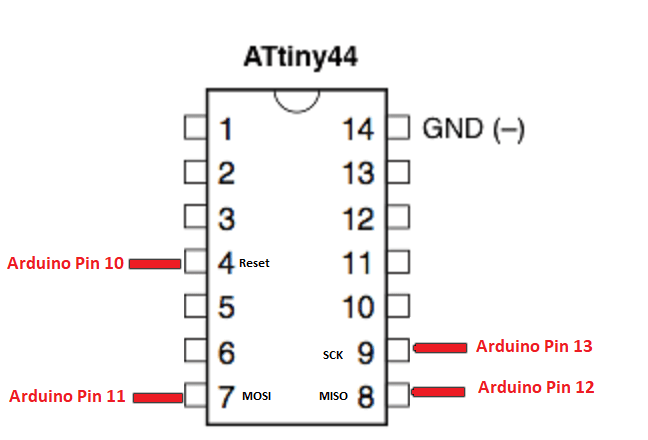 ATtiny44
1 14 GND (–)
2 13
3 12
Arduino Pin 10 4 Reset 11
5 10
6 SCK 9 Arduino Pin 13
Arduino Pin 11 7 MOSI MISO 8 Arduino Pin 12